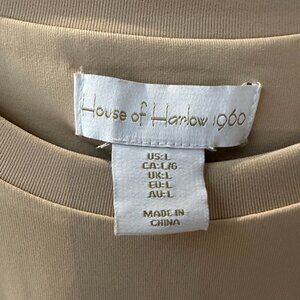 House of Harlow 1960
US:L
CA:L/G
UK:L
EU:L
AU:L
MADE IN
CHINA